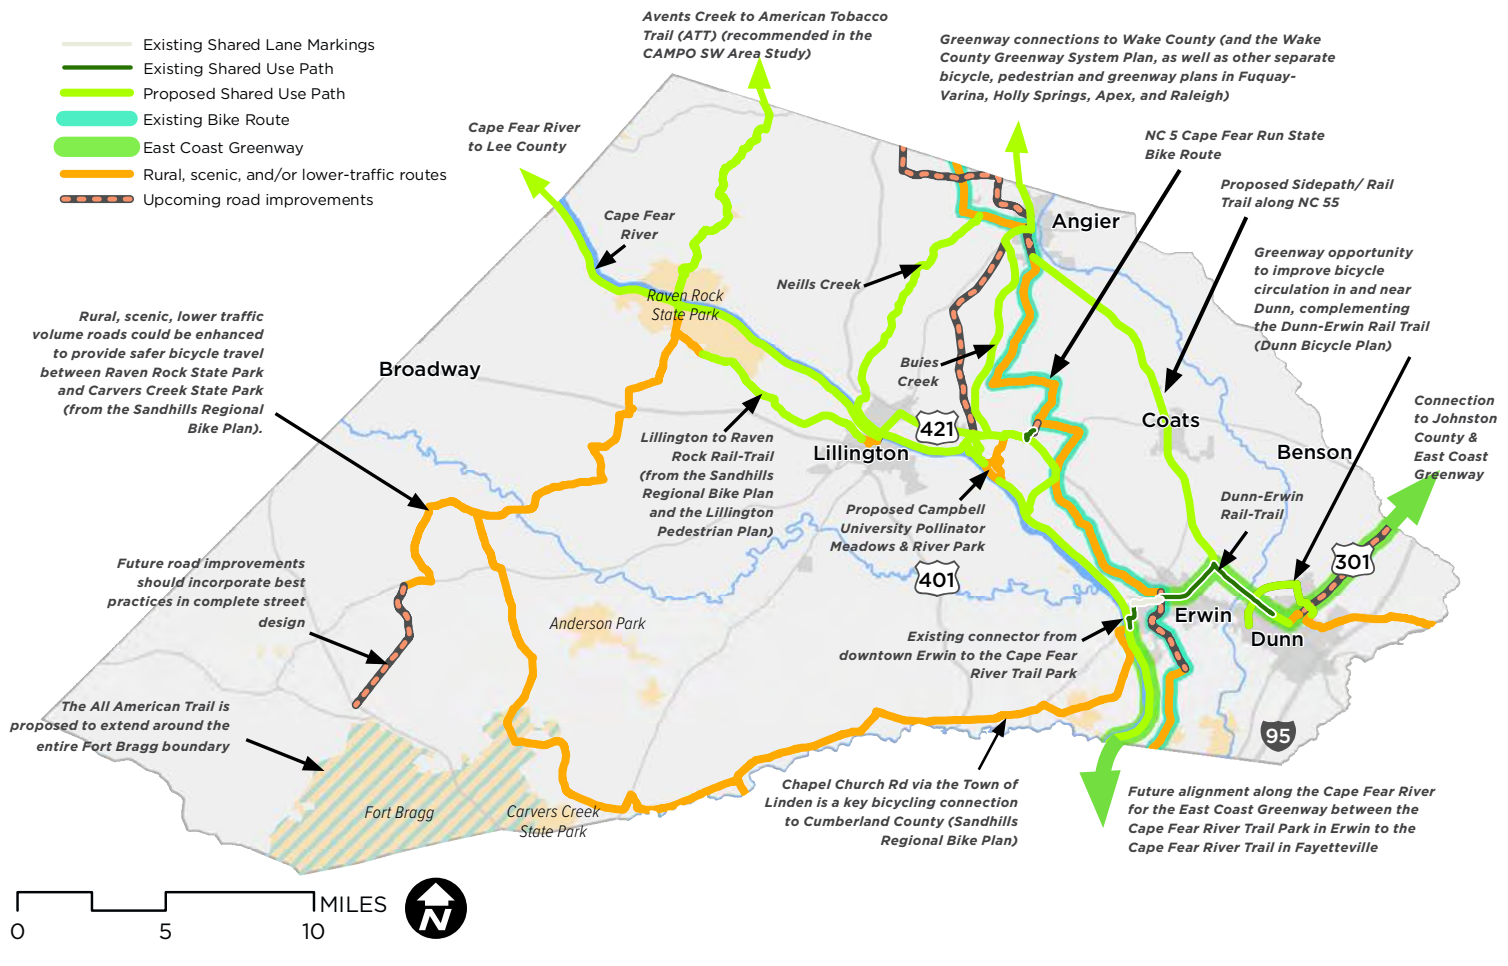 Existing Shared Lane Markings
Existing Shared Use Path
Proposed Shared Use Path
Existing Bike Route
East Coast Greenway
Rural, scenic, and/or lower-traffic routes
Upcoming road improvements
Avents Creek to American Tobacco
Trail (ATT) (recommended in the
CAMPO SW Area Study)
Greenway connections to Wake County (and the Wake
County Greenway System Plan, as well as other separate
bicycle, pedestrian and greenway plans in Fuquay-
Varina, Holly Springs, Apex, and Raleigh)
Cape Fear River
to Lee County
NC 5 Cape Fear Run State
Bike Route
Proposed Sidepath/ Rail
Trail along NC 55
Cape Fear
River
Angier
Greenway opportunity
to improve bicycle
circulation in and near
Dunn, complementing
the Dunn-Erwin Rail Trail
(Dunn Bicycle Plan)
Neills Creek
Raven Rock
State Park
Rural, scenic, lower traffic
volume roads could be enhanced
to provide safer bicycle travel
between Raven Rock State Park
and Carvers Creek State Park
(from the Sandhills Regional
Bike Plan).
Broadway
Buies
Creek
Connection
to Johnston
County &
East Coast
Greenway
421
Coats
Lillington
Benson
Lillington to Raven
Rock Rail-Trail
(from the Sandhills
Regional Bike Plan
and the Lillington
Pedestrian Plan)
Proposed Campbell
University Pollinator
Meadows & River Park
Dunn-Erwin
Rail-Trail
301
401
Future road improvements
should incorporate best
practices in complete street
design
Anderson Park
Erwin
Dunn
Existing connector from
downtown Erwin to the Cape Fear
River Trail Park
The All American Trail is
proposed to extend around the
entire Fort Bragg boundary
95
Fort Bragg
Carvers Creek
State Park
Chapel Church Rd via the Town of
Linden is a key bicycling connection
to Cumberland County (Sandhills
Regional Bike Plan)
Future alignment along the Cape Fear River
for the East Coast Greenway between the
Cape Fear River Trail Park in Erwin to the
Cape Fear River Trail in Fayetteville
MILES
0 5 10
N